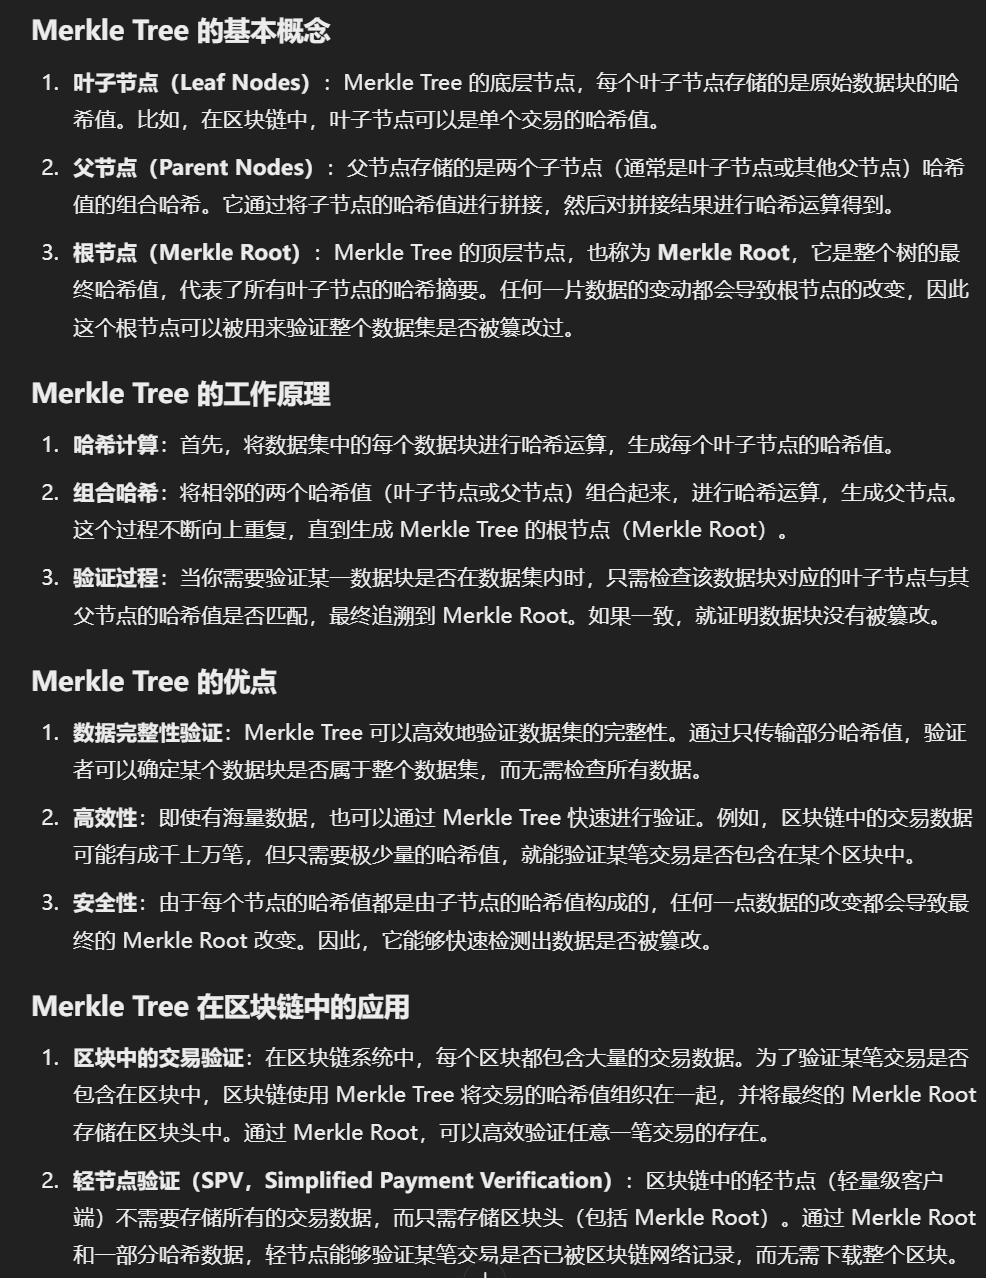 Merkle Tree 的基本概念
1. 叶子节点（Leaf Nodes）：Merkle Tree 的底层节点，每个叶子节点存储的是原始数据块的哈
希值。比如，在区块链中，叶子节点可以是单个交易的哈希值。
2. 父节点（Parent Nodes）：父节点存储的是两个子节点（通常是叶子节点或其他父节点）哈希
值的组合哈希。它通过将子节点的哈希值进行拼接，然后对拼接结果进行哈希运算得到。
3. 根节点（Merkle Root）：Merkle Tree 的顶层节点，也称为 Merkle Root，它是整个树的最
终哈希值，代表了所有叶子节点的哈希摘要。任何一片数据的变动都会导致根节点的改变，因此
这个根节点可以被用来验证整个数据集是否被篡改过。
Merkle Tree 的工作原理
1. 哈希计算：首先，将数据集中的每个数据块进行哈希运算，生成每个叶子节点的哈希值。
2. 组合哈希：将相邻的两个哈希值（叶子节点或父节点）组合起来，进行哈希运算，生成父节点。
这个过程不断向上重复，直到生成 Merkle Tree 的根节点（Merkle Root）。
3. 验证过程：当你需要验证某一数据块是否在数据集内时，只需检查该数据块对应的叶子节点与其
父节点的哈希值是否匹配，最终追溯到 Merkle Root。如果一致，就证明数据块没有被篡改。
Merkle Tree 的优点
1. 数据完整性验证：Merkle Tree 可以高效地验证数据集的完整性。通过只传输部分哈希值，验证
者可以确定某个数据块是否属于整个数据集，而无需检查所有数据。
2. 高效性：即使有海量数据，也可以通过 Merkle Tree 快速进行验证。例如，区块链中的交易数据
可能有成千上万笔，但只需要极少量的哈希值，就能验证某笔交易是否包含在某个区块中。
3. 安全性：由于每个节点的哈希值都是由子节点的哈希值构成的，任何一点数据的改变都会导致最
终的 Merkle Root 改变。因此，它能够快速检测出数据是否被篡改。
Merkle Tree 在区块链中的应用
1. 区块中的交易验证：在区块链系统中，每个区块都包含大量的交易数据。为了验证某笔交易是否
包含在区块中，区块链使用 Merkle Tree 将交易的哈希值组织在一起，并将最终的 Merkle Root
存储在区块头中。通过 Merkle Root，可以高效验证任意一笔交易的存在。
2. 轻节点验证（SPV，Simplified Payment Verification）：区块链中的轻节点（轻量级客户
端）不需要存储所有的交易数据，而只需存储区块头（包括 Merkle Root）。通过 Merkle Root
和一部分哈希数据，轻节点能够验证某笔交易是否已被区块链网络记录，而无需下载整个区块。